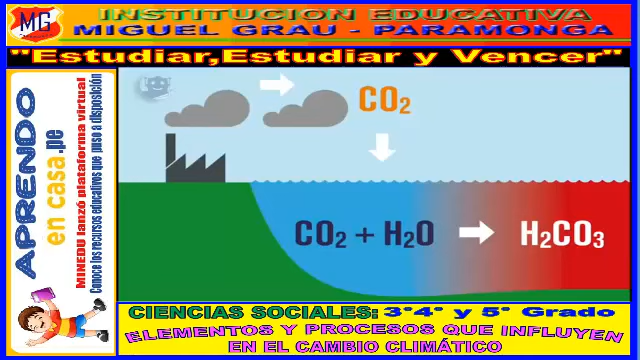 MG
INSTITUCION EDUCATIVA
MIGUEL GRAU - PARAMONGA
"Estudiar,Estudiar y Vencer"
APRENDO
en casa.pe
MINEDU lanzó plataforma virtual
Conoce los recursos educativos que puso a disposición
CO2
CO2 + H2O
H2CO3
CIENCIAS SOCIALES: 3°4° y 5° Grado
ELEMENTOS Y PROCESOS QUE INFLUYEN
EN EL CAMBIO CLIMÁTICO